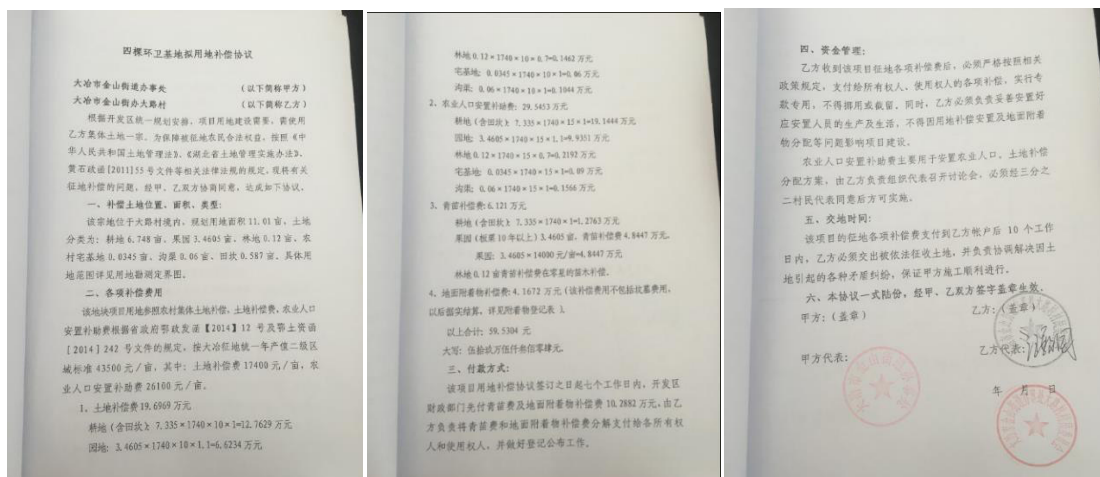 四棵环卫基地拟用地补偿协议
大冶市金山街道办事处 （以下简称甲方）
大冶市金山街办大路村 （以下简称乙方）
根据开发区统一规划安排，项目用地建设需要，需使用
乙方集体土地一宗。为保障被征地农民合法权益，按照《中
华人民共和国土地管理法》、《湖北省土地管理实施办法》、
黄石政函[2011]55号文件等相关法律法规的规定，现将有关
征地补偿的问题，经甲、乙双方协商同意，达成如下协议。
一、补偿土地位置、面积、类型：
该宗地位于大路村境内，规划用地面积11.01亩，土地
分类为：耕地6.748亩、果园3.4605亩、林地0.12亩、农
村宅基地0.0345亩、沟渠0.06亩、田坎0.587亩。具体用
地范围详见用地勘测定界图。
二、各项补偿费用
该地块项目用地参照农村集体土地补偿，土地补偿费、农业人口
安置补助费根据省政府鄂政发函【2014】12号及鄂土资函
[2014]242号文件的规定，按大冶征地统一年产值二级区
域标准43500元/亩，其中：土地补偿费17400元/亩，农
业人口安置补助费26100元/亩。
1、土地补偿费19.6969万元
耕地(含田坎)：7.335×1740×10×1=12.7629万元
园地：3.4605×1740×10×1.1=6.6234万元
林地0.12×1740×10×0.7=0.1462万元
宅基地：0.0345×1740×10×1=0.06万元
沟渠：0.06×1740×10×1=0.1044万元
2、农业人口安置补助费：29.5453万元
耕地(含田坎)：7.335×1740×15×1=19.1444万元
园地：3.4605×1740×15×1.1=9.9351万元
林地0.12×1740×15×0.7=0.2192万元
宅基地：0.0345×1740×15×1=0.09万元
沟渠：0.06×1740×15×1=0.1566万元
3、青苗补偿费：6.121万元
耕地(含田坎)：7.335×1740×1=1.2763万元
果园（板栗10年以上）3.4605亩，青苗补偿费4.8447万元。
果园：3.4605×14000元/亩=4.8447万元
林地0.12亩青苗补偿费在零星的苗木补偿。
4、地面附着物补偿费：4.1672万元（该补偿费用不包括坟墓费用，
以后据实结算，详见附着物登记表）。
以上合计：59.5304万元
大写：伍拾玖万伍仟叁佰零肆元。
三、付款方式：
该项目用地补偿协议签订之日起七个工作日内，开发区
财政部门先付青苗费及地面附着物补偿费10.2882万元，由乙
方负责将青苗费和地面附着物补偿费分解支付给各所有权
人和使用权人，并做好登记公布工作。
四、资金管理：
乙方收到该项目征地各项补偿费后，必须严格按照相关
政策规定，支付给所有权人、使用权人的各项补偿，实行专
款专用，不得挪用或截留，同时，乙方必须负责妥善安置好
应安置人员的生产及生活，不得因用地补偿安置及地面附着
物分配等问题影响项目建设。
农业人口安置补助费主要用于安置农业人口、土地补偿
分配方案，由乙方负责组织代表召开讨论会，必须经三分之
二村民代表同意后方可实施。
五、交地时间：
该项目的征地各项补偿费支付到乙方帐户后10个工作
日内，乙方必须交出被依法征收土地，并负责协调解决因土
地引起的各种矛盾纠纷，保证甲方施工顺利进行。
六、本协议一式陆份，经甲、乙双方签字盖章生效。
甲方：（盖章） 乙方：（盖章）
甲方代表： 乙方代表：
年 月 日